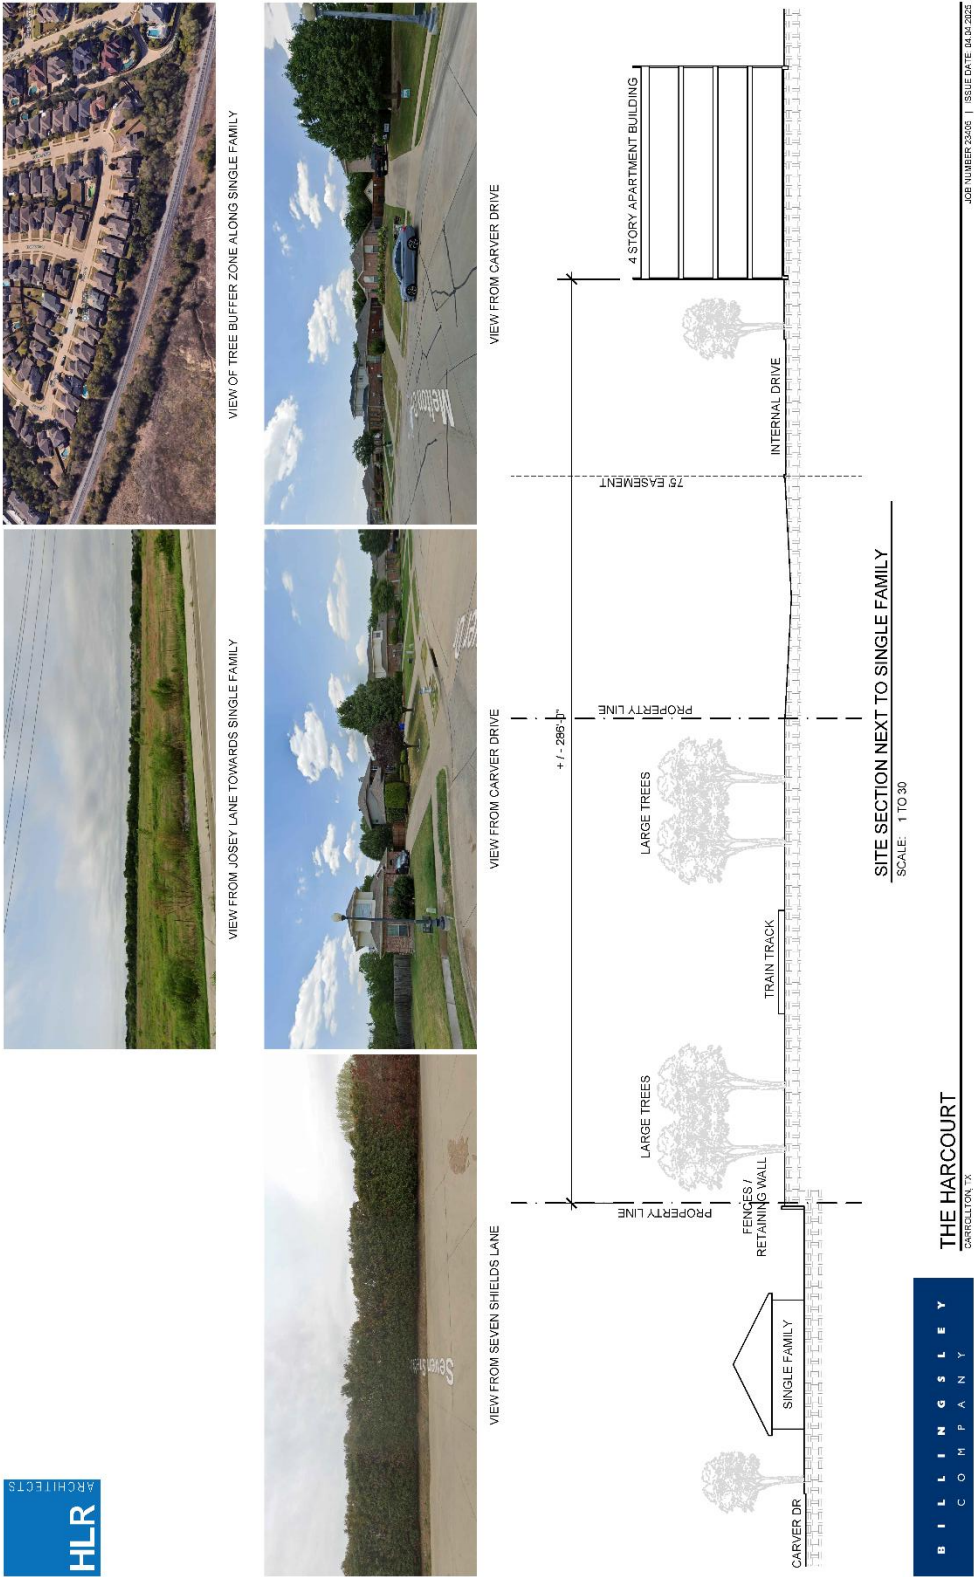 HLR
ARCHITECTS
VIEW FROM JOSEY LANE TOWARDS SINGLE FAMILY
VIEW OF TREE BUFFER ZONE ALONG SINGLE FAMILY
VIEW FROM SEVEN SHIELDS LANE
VIEW FROM CARVER DRIVE
VIEW FROM CARVER DRIVE
+ / - 286'-0"
4 STORY APARTMENT BUILDING
LARGE TREES
LARGE TREES
PROPERTY LINE
PROPERTY LINE
75' EASEMENT
FENCES /
RETAINING WALL
TRAIN TRACK
INTERNAL DRIVE
SINGLE FAMILY
CARVER DR
SITE SECTION NEXT TO SINGLE FAMILY
SCALE: 1 TO 30
BILLINGSLEY
COMPANY
THE HARCOURT
CARROLLTON, TX
JOB NUMBER 23406 | ISSUE DATE: 04.04.2025